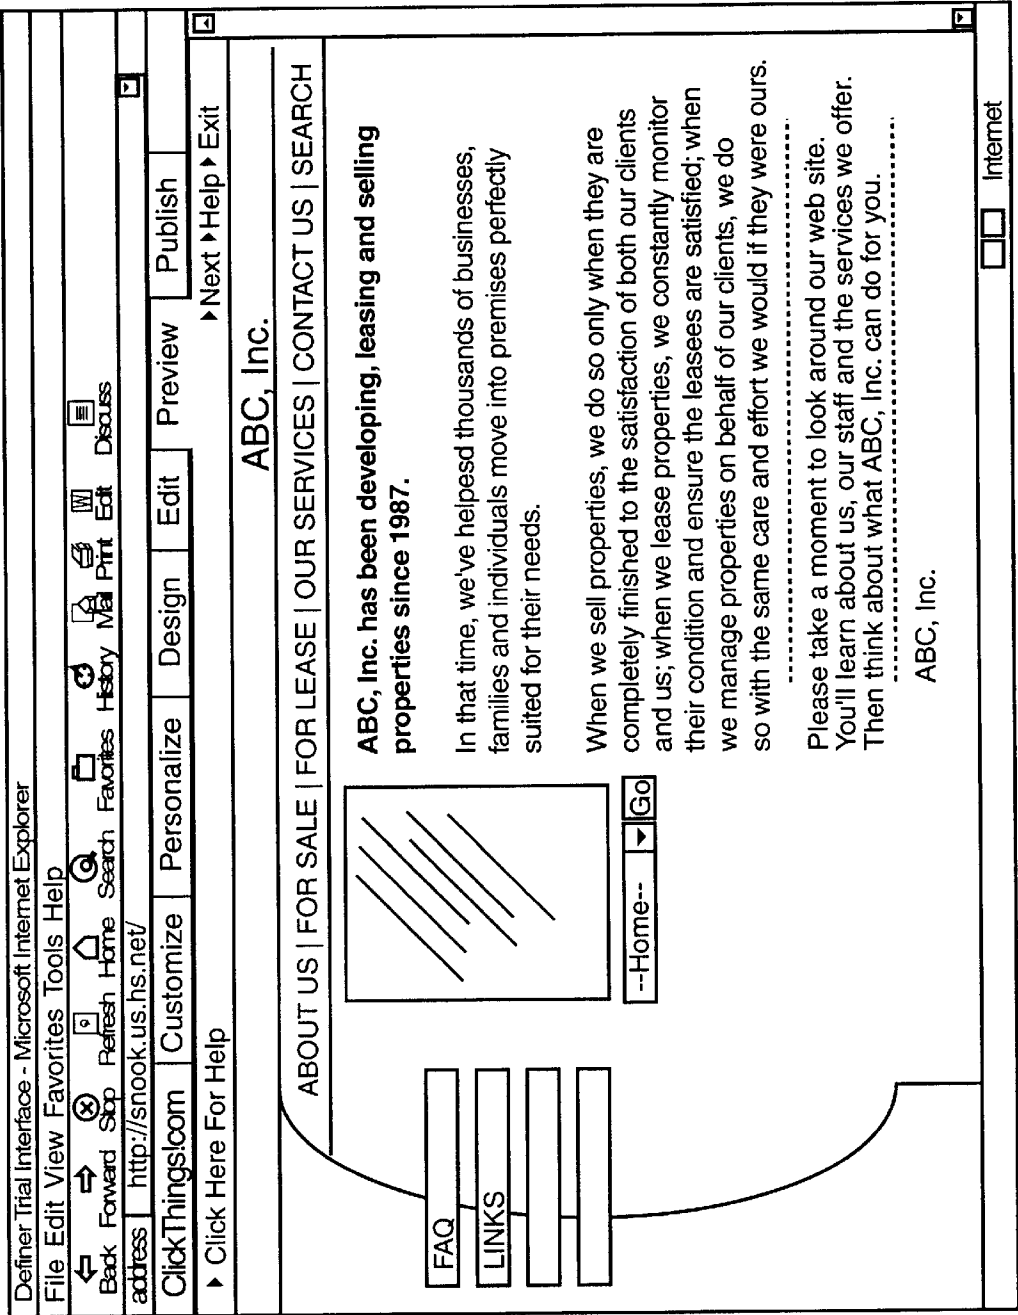 Definer Trial Interface - Microsoft Internet Explorer
File Edit View Favorites Tools Help
Back Forward Stop Refresh Home Search Favorites History Mail Print Edit Discuss
address http://snook.us.hs.net/
ClickThings!com Customize Personalize Design Edit Preview Publish
Click Here For Help Next Help Exit
ABC, Inc.
ABOUT US | FOR SALE | FOR LEASE | OUR SERVICES | CONTACT US | SEARCH
FAQ
LINKS
--Home-- Go
ABC, Inc. has been developing, leasing and selling
properties since 1987.
In that time, we've helpesd thousands of businesses,
families and individuals move into premises perfectly
suited for their needs.
When we sell properties, we do so only when they are
completely finished to the satisfaction of both our clients
and us; when we lease properties, we constantly monitor
their condition and ensure the leasees are satisfied; when
we manage properties on behalf of our clients, we do
so with the same care and effort we would if they were ours.
Please take a moment to look around our web site.
You'll learn about us, our staff and the services we offer.
Then think about what ABC, Inc. can do for you.
ABC, Inc.
Internet